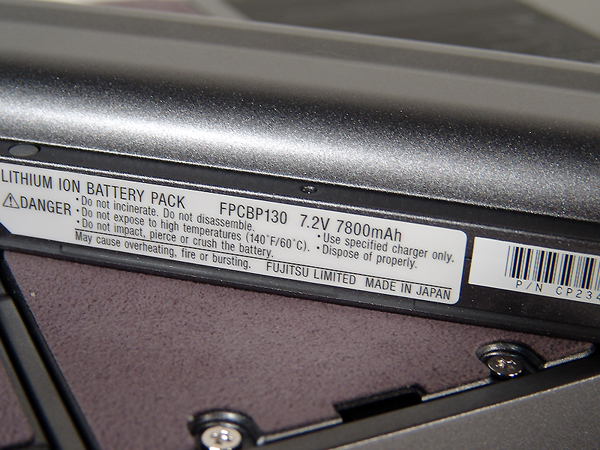 LITHIUM ION BATTERY PACK FPCBP130 7.2V 7800mAh
⚠DANGER
•Do not incinerate. Do not disassemble.
•Do not expose to high temperatures (140°F/60°C).
•Do not impact, pierce or crush the battery.
•Use specified charger only.
•Dispose of properly.
May cause overheating, fire or bursting.
FUJITSU LIMITED MADE IN JAPAN
P/N CP234